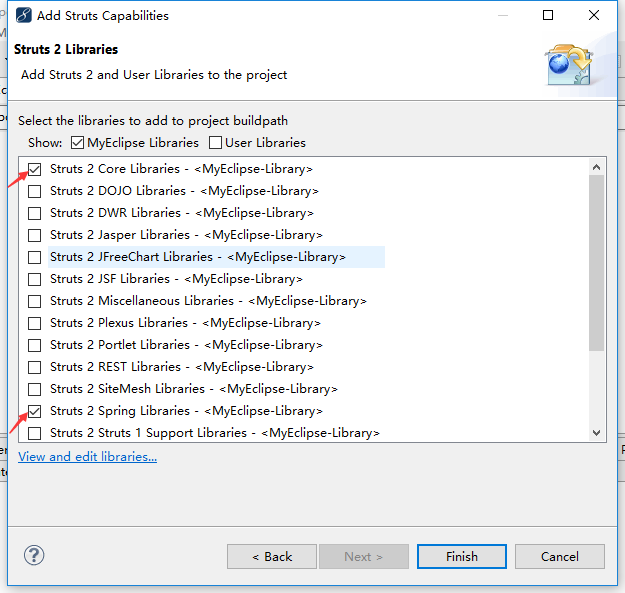 Add Struts Capabilities
Struts 2 Libraries
Add Struts 2 and User Libraries to the project
Select the libraries to add to project buildpath
Show: MyEclipse Libraries User Libraries
Struts 2 Core Libraries - <MyEclipse-Library>
Struts 2 DOJO Libraries - <MyEclipse-Library>
Struts 2 DWR Libraries - <MyEclipse-Library>
Struts 2 Jasper Libraries - <MyEclipse-Library>
Struts 2 JFreeChart Libraries - <MyEclipse-Library>
Struts 2 JSF Libraries - <MyEclipse-Library>
Struts 2 Miscellaneous Libraries - <MyEclipse-Library>
Struts 2 Plexus Libraries - <MyEclipse-Library>
Struts 2 Portlet Libraries - <MyEclipse-Library>
Struts 2 REST Libraries - <MyEclipse-Library>
Struts 2 SiteMesh Libraries - <MyEclipse-Library>
Struts 2 Spring Libraries - <MyEclipse-Library>
Struts 2 Struts 1 Support Libraries - <MyEclipse-Library>
View and edit libraries...
? < Back Next > Finish Cancel